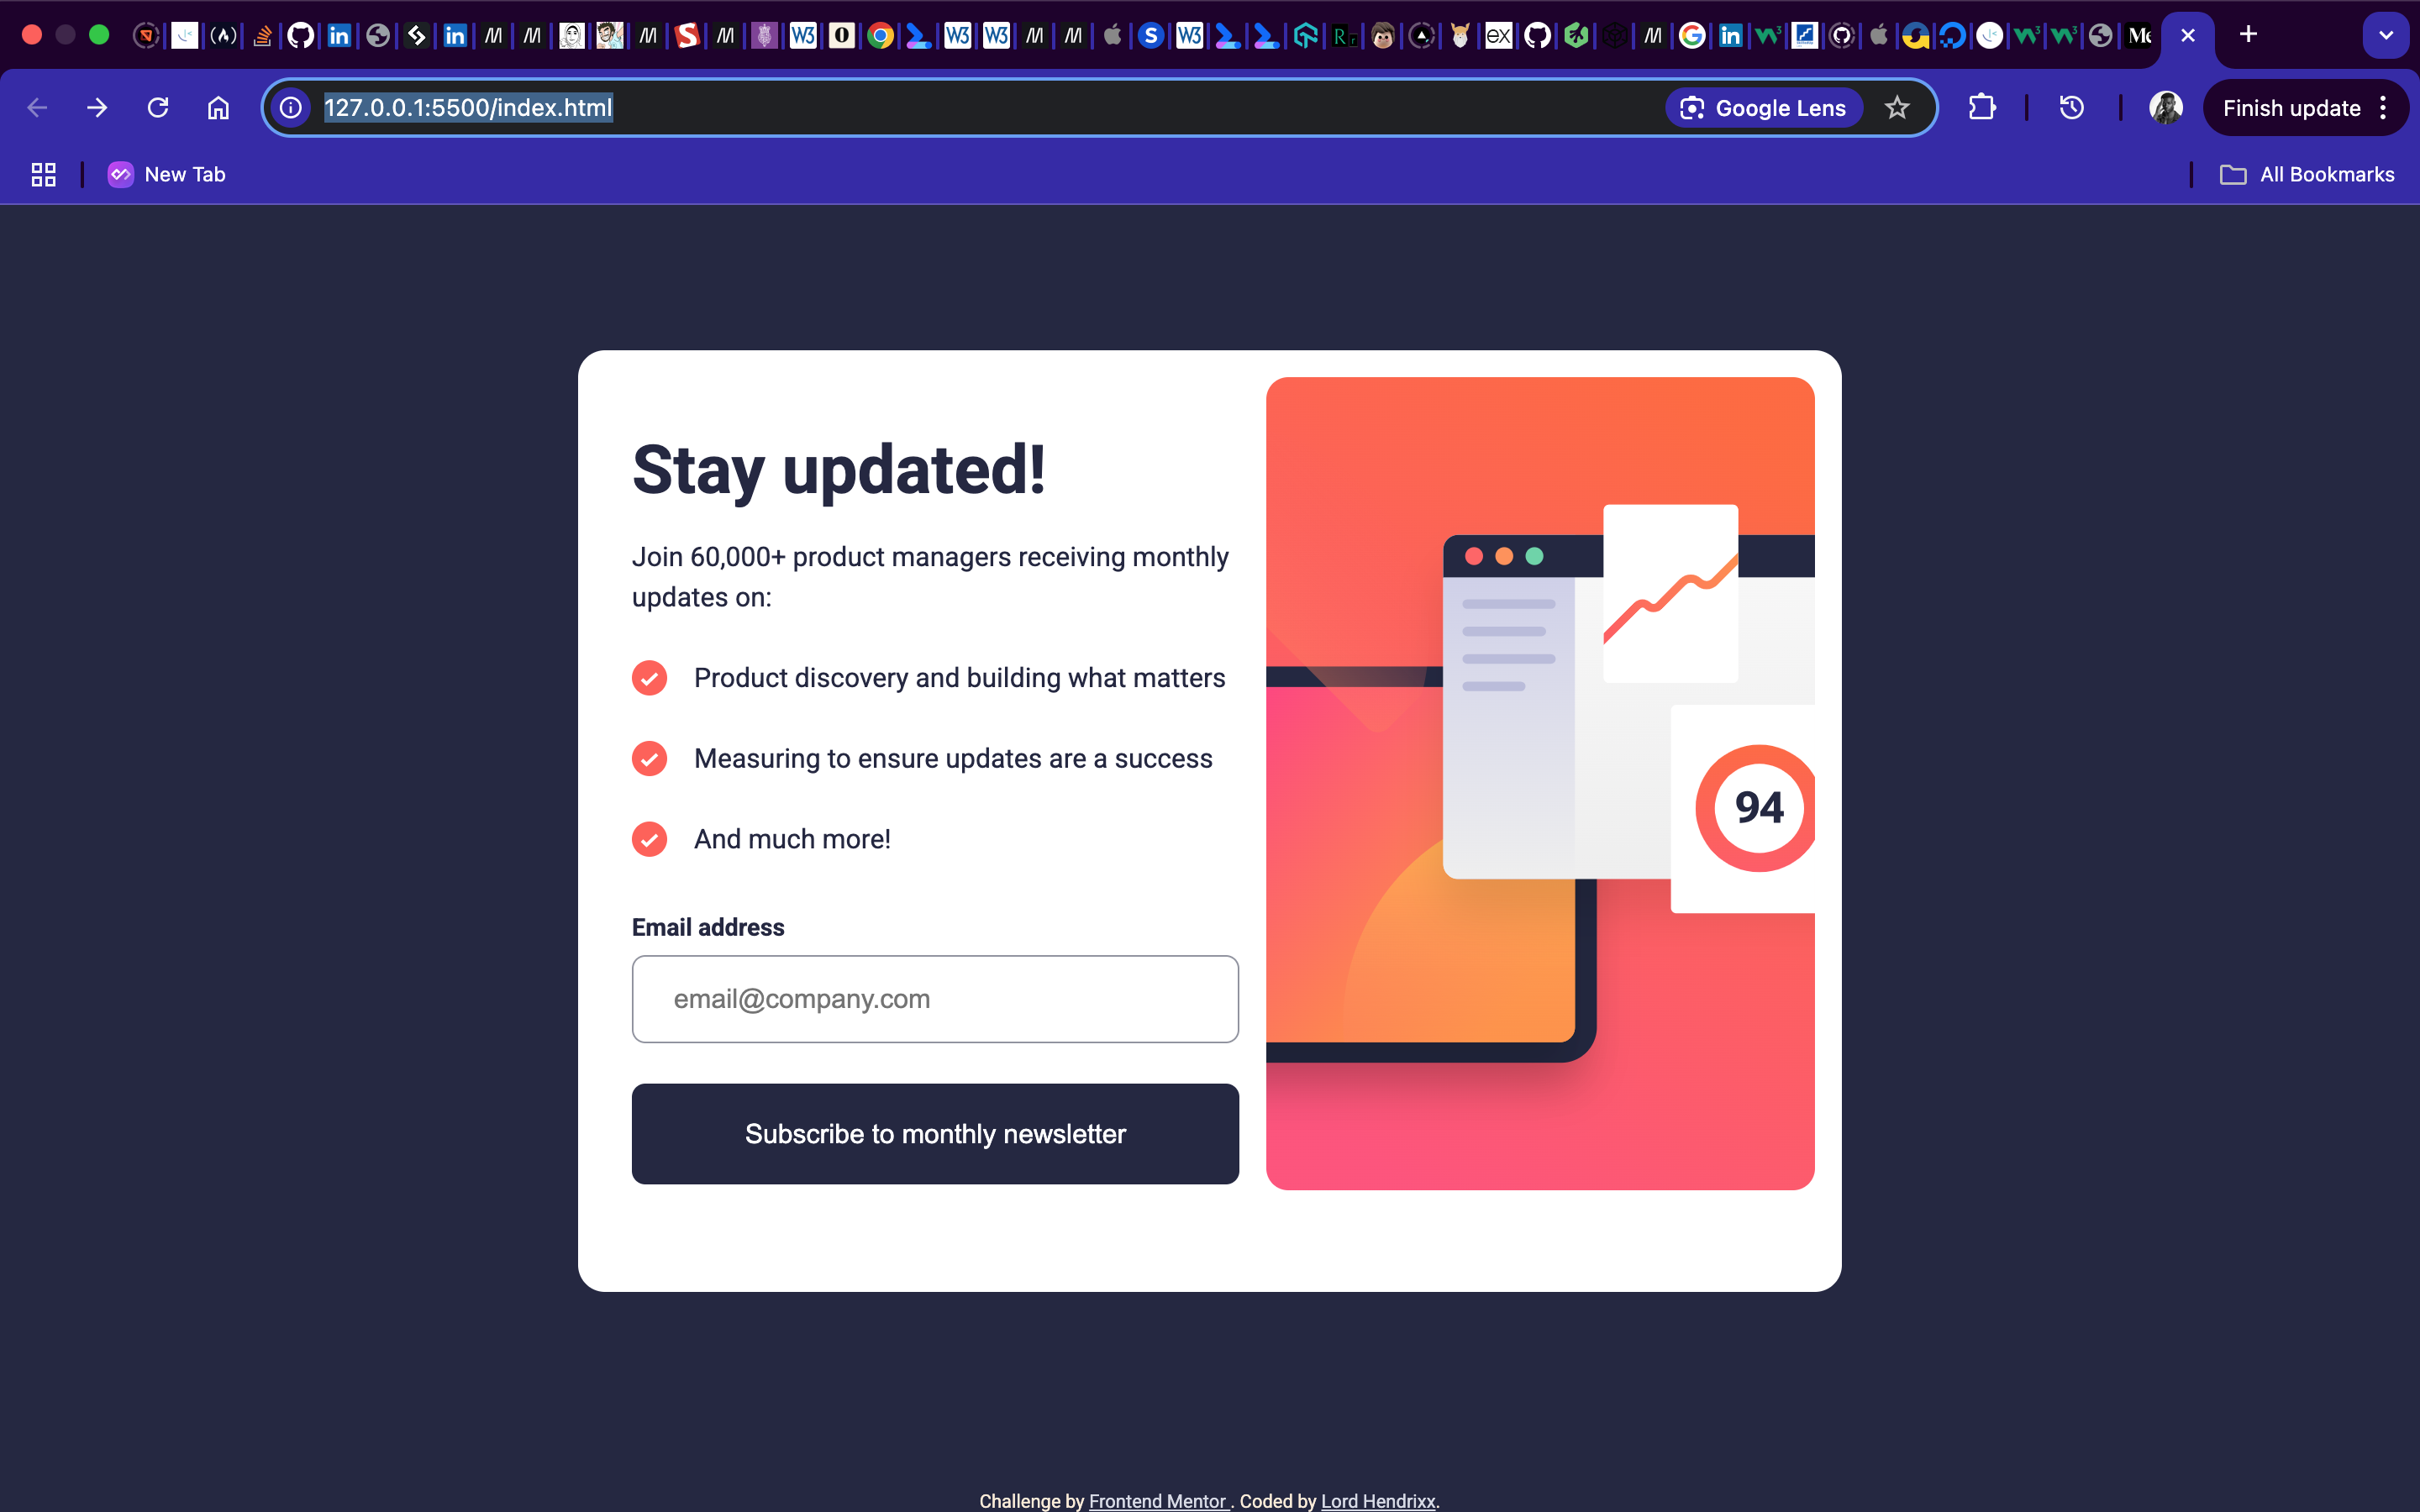 127.0.0.1:5500/index.html
Google Lens
Finish update
New Tab
All Bookmarks
Stay updated!
Join 60,000+ product managers receiving monthly
updates on:
Product discovery and building what matters
Measuring to ensure updates are a success
And much more!
94
Email address
email@company.com
Subscribe to monthly newsletter
Challenge by Frontend Mentor . Coded by Lord Hendrixx.